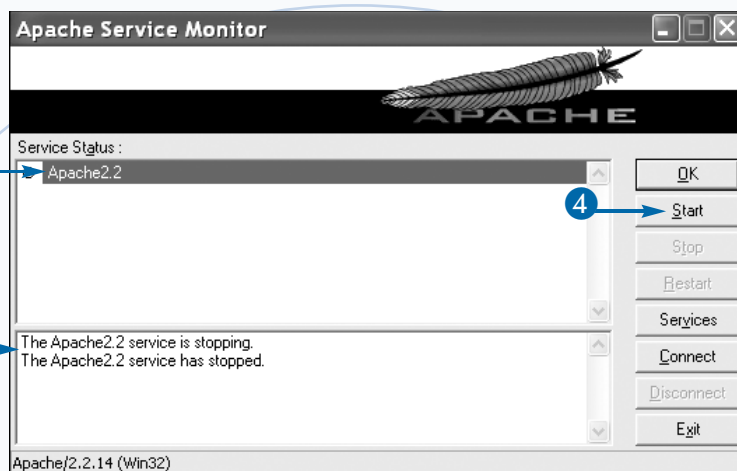 Apache Service Monitor
APACHE
Service Status :
Apache2.2
OK
4
Start
Stop
Restart
Services
Connect
Disconnect
Exit
The Apache2.2 service is stopping.
The Apache2.2 service has stopped.
Apache/2.2.14 (Win32)